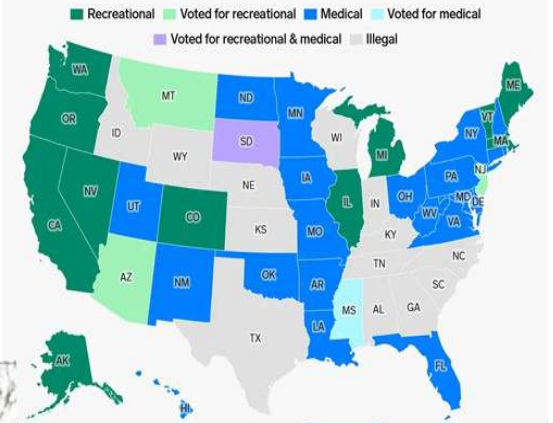 Recreational Voted for recreational Medical Voted for medical
Voted for recreational & medical Illegal
WA
ME
MT
ND
VT
OR
MN
ID
NY
MA
SD
WI
MI
WY
NJ
IA
PA
NE
OH
MD
DE
NV
IL
IN
UT
WV
CO
VA
CA
KS
MO
KY
NC
TN
AZ
OK
NM
AR
SC
MS
AL
GA
TX
LA
AK
FL
HI